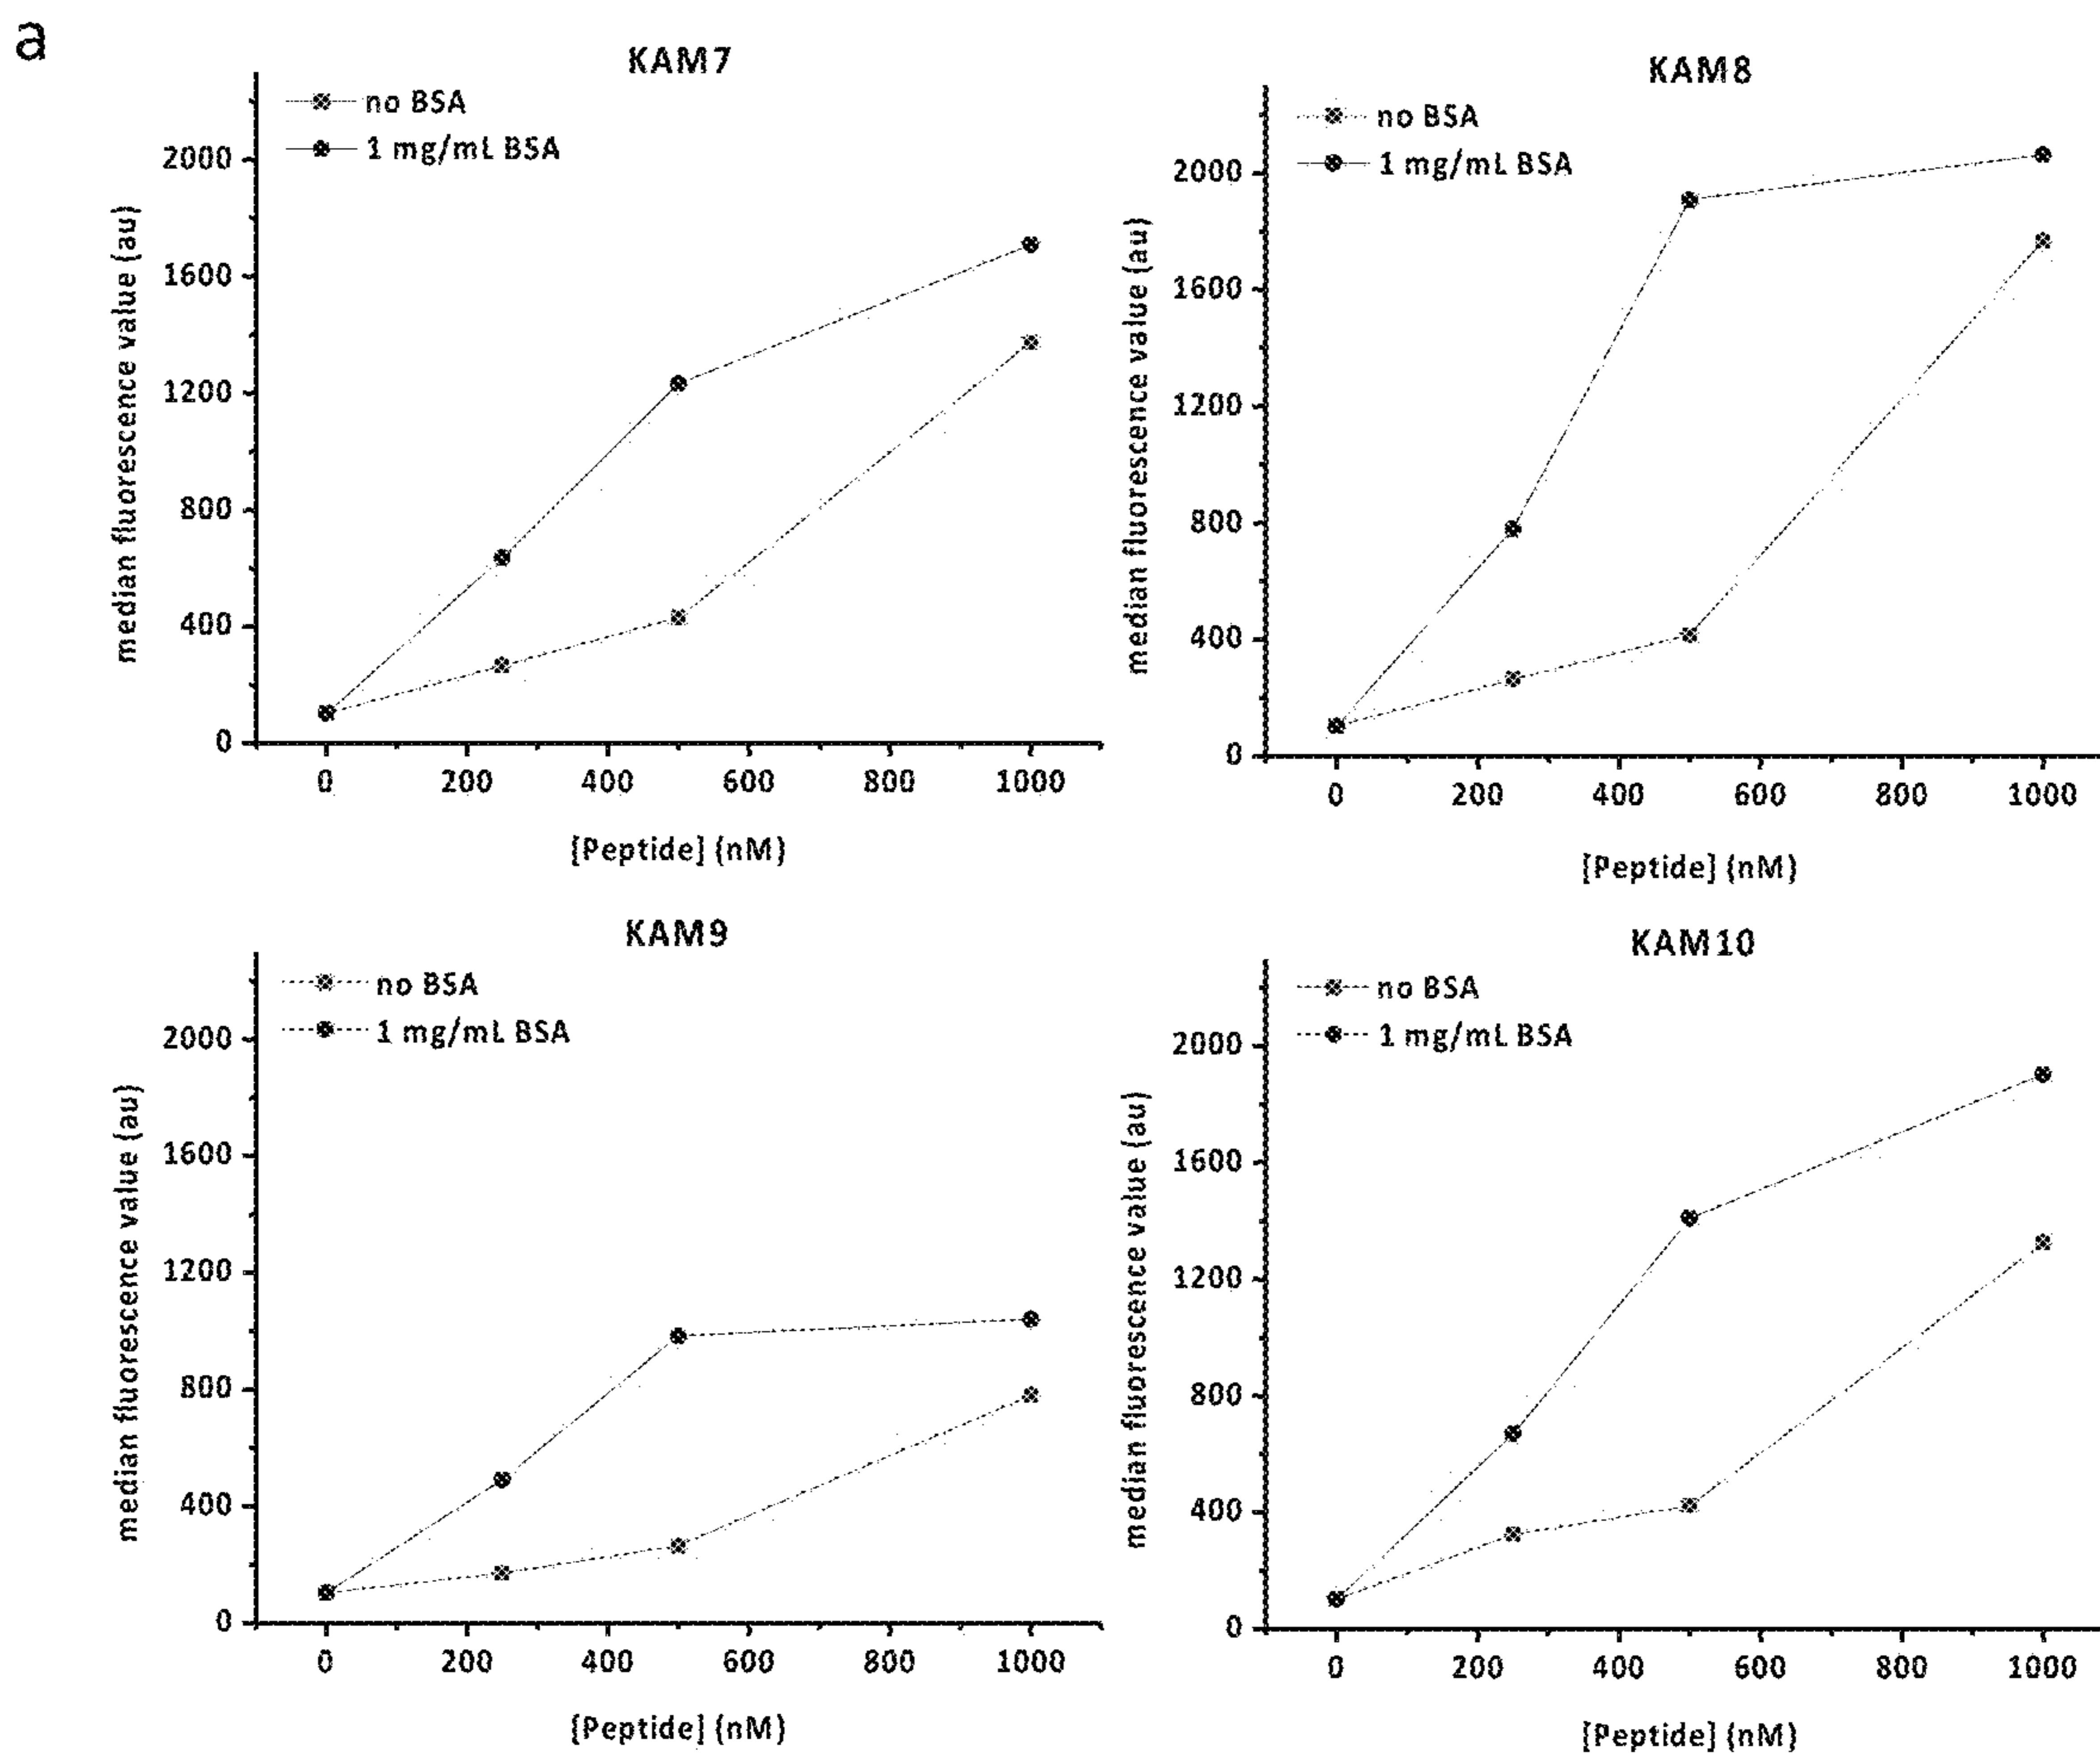 a
KAM7
no BSA
1 mg/mL BSA
2000
1600
1200
800
400
0
median fluorescence value (au)
0 200 400 600 800 1000
[Peptide] (nM)
KAM8
no BSA
1 mg/mL BSA
2000
1600
1200
800
400
0
median fluorescence value (au)
0 200 400 600 800 1000
[Peptide] (nM)
KAM9
no BSA
1 mg/mL BSA
2000
1600
1200
800
400
0
median fluorescence value (au)
0 200 400 600 800 1000
[Peptide] (nM)
KAM10
no BSA
1 mg/mL BSA
2000
1600
1200
800
400
0
median fluorescence value (au)
0 200 400 600 800 1000
[Peptide] (nM)